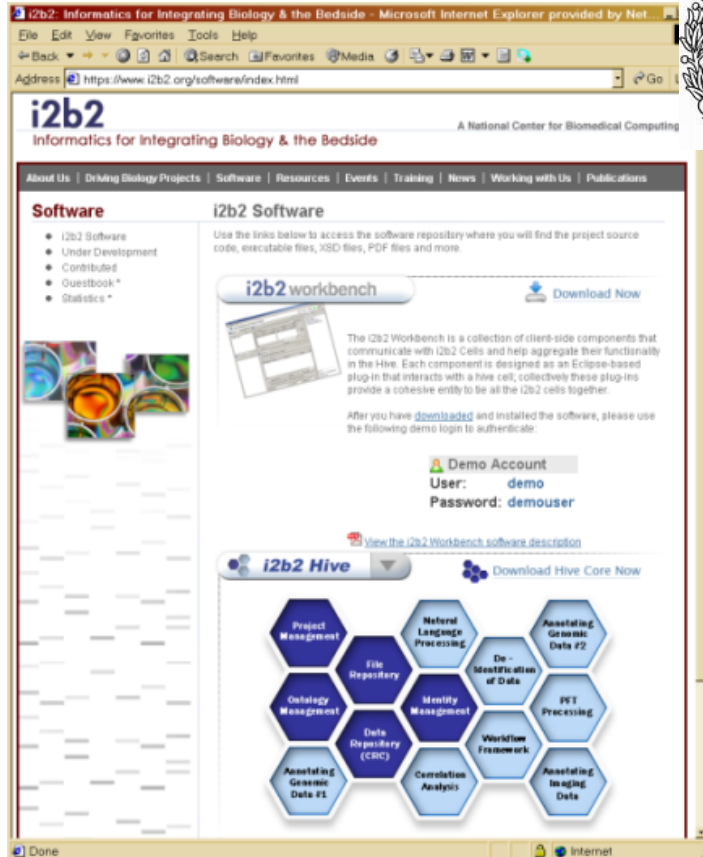 i2b2: Informatics for Integrating Biology & the Bedside - Microsoft Internet Explorer provided by Net...
File Edit View Favorites Tools Help
Back Search Favorites Media
Address https://www.i2b2.org/software/index.html Go
i2b2
Informatics for Integrating Biology & the Bedside
A National Center for Biomedical Computing
About Us | Driving Biology Projects | Software | Resources | Events | Training | News | Working with Us | Publications
Software
i2b2 Software
Under Development
Contributed
Guestbook *
Statistics *
i2b2 Software
Use the links below to access the software repository where you will find the project source
code, executable files, XSD files, PDF files and more.
i2b2 workbench
Download Now
The i2b2 Workbench is a collection of client-side components that
communicate with i2b2 Cells and help aggregate their functionality
in the Hive. Each component is designed as an Eclipse-based
plug-in that interacts with a hive cell; collectively these plug-ins
provide a cohesive entity to tie all the i2b2 cells together.
After you have downloaded and installed the software, please use
the following demo login to authenticate:
Demo Account
User: demo
Password: demouser
View the i2b2 Workbench software description
i2b2 Hive
Download Hive Core Now
Project
Management
Natural
Language
Processing
Annotating
Genomic
Data #2
File
Repository
De -
Identification
of Data
Ontology
Management
Identity
Management
PFT
Processing
Data
Repository
(CRC)
Workflow
Framework
Annotating
Genomic
Data #1
Correlation
Analysis
Annotating
Imaging
Data
Done
Internet